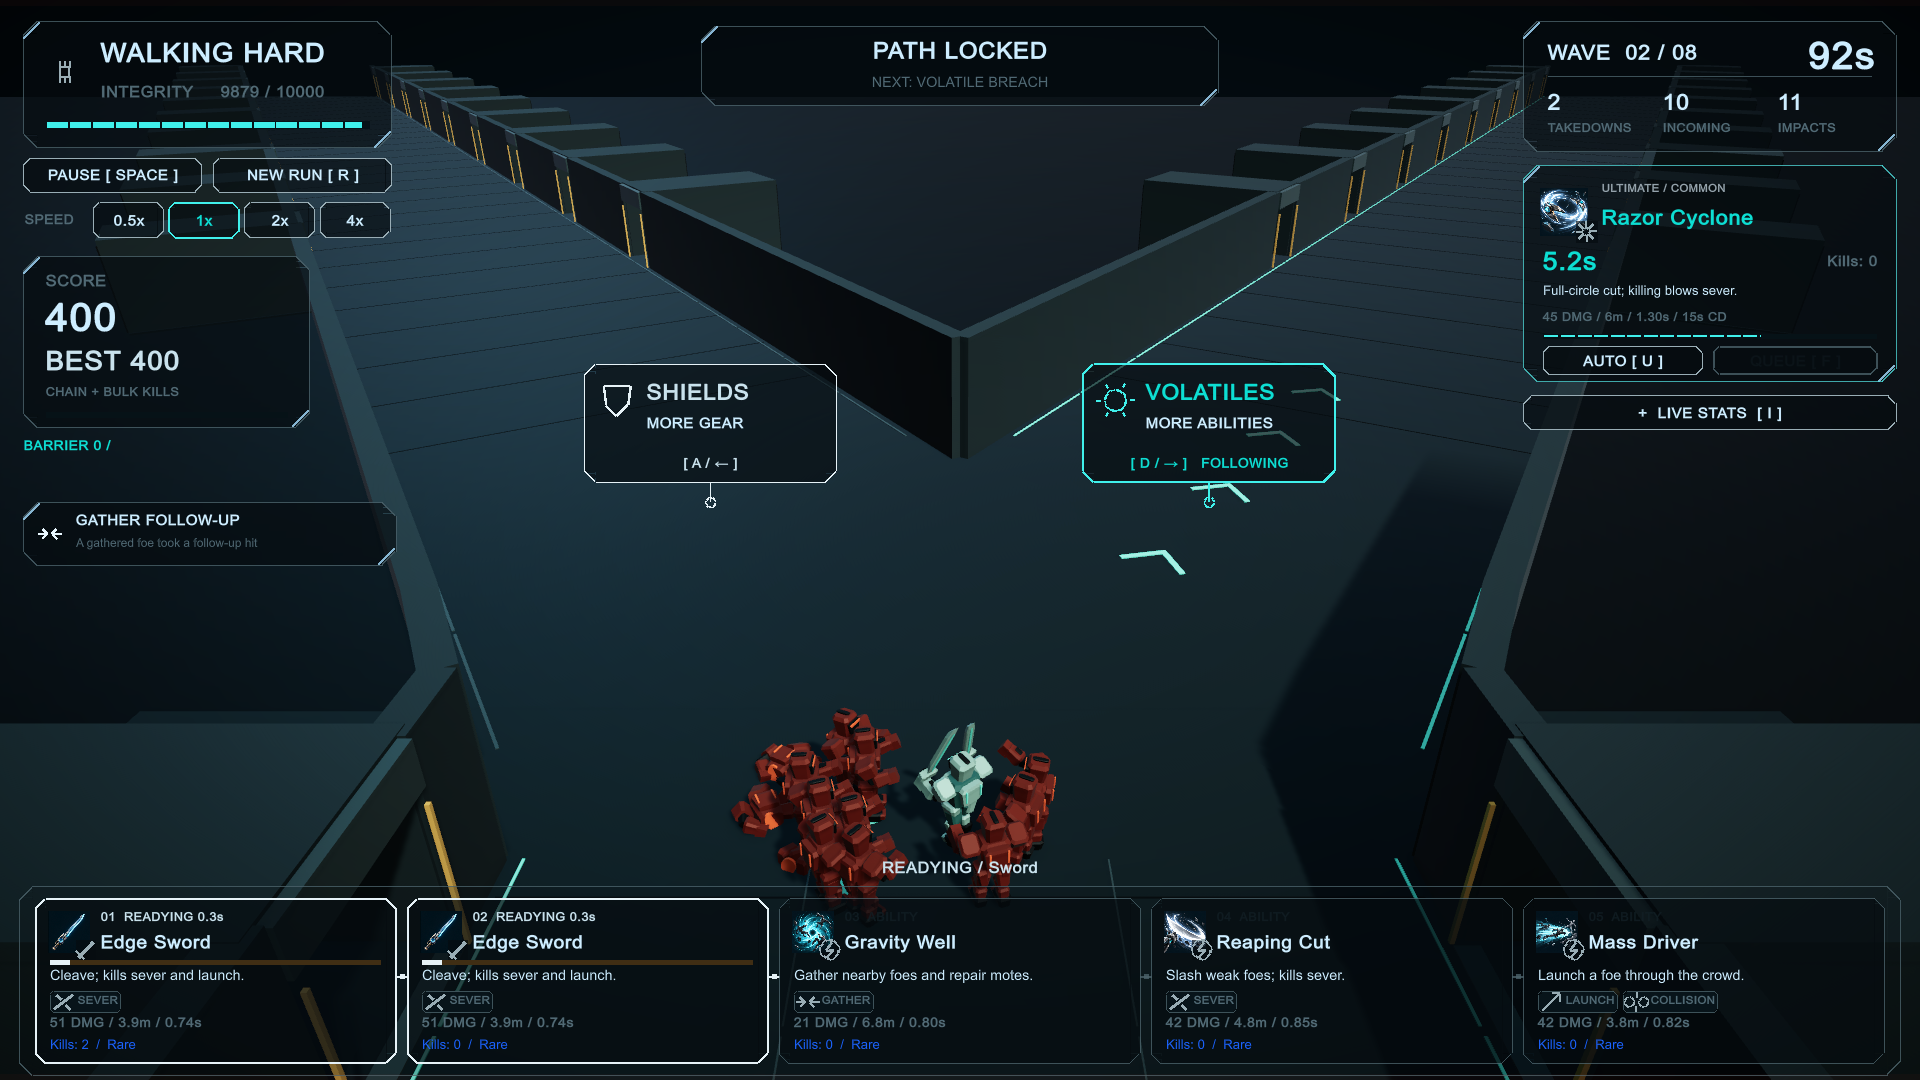 WALKING HARD
INTEGRITY 9879 / 10000
PAUSE [ SPACE ]
NEW RUN [ R ]
SPEED 0.5x 1x 2x 4x
SCORE
400
BEST 400
CHAIN + BULK KILLS
BARRIER 0 /
GATHER FOLLOW-UP
A gathered foe took a follow-up hit
PATH LOCKED
NEXT: VOLATILE BREACH
SHIELDS
MORE GEAR
[ A / ← ]
VOLATILES
MORE ABILITIES
[ D / → ] FOLLOWING
WAVE 02 / 08 92s
2 10 11
TAKEDOWNS INCOMING IMPACTS
ULTIMATE / COMMON
Razor Cyclone
5.2s Kills: 0
Full-circle cut; killing blows sever.
45 DMG / 6m / 1.30s / 15s CD
AUTO [ U ] QUEUE [ F ]
+ LIVE STATS [ I ]
READYING / Sword
01 READYING 0.3s
Edge Sword
Cleave; kills sever and launch.
SEVER
51 DMG / 3.9m / 0.74s
Kills: 2 / Rare
02 READYING 0.3s
Edge Sword
Cleave; kills sever and launch.
SEVER
51 DMG / 3.9m / 0.74s
Kills: 0 / Rare
03 ABILITY
Gravity Well
Gather nearby foes and repair motes.
GATHER
21 DMG / 6.8m / 0.80s
Kills: 0 / Rare
04 ABILITY
Reaping Cut
Slash weak foes; kills sever.
SEVER
42 DMG / 4.8m / 0.85s
Kills: 0 / Rare
05 ABILITY
Mass Driver
Launch a foe through the crowd.
LAUNCH COLLISION
42 DMG / 3.8m / 0.82s
Kills: 0 / Rare